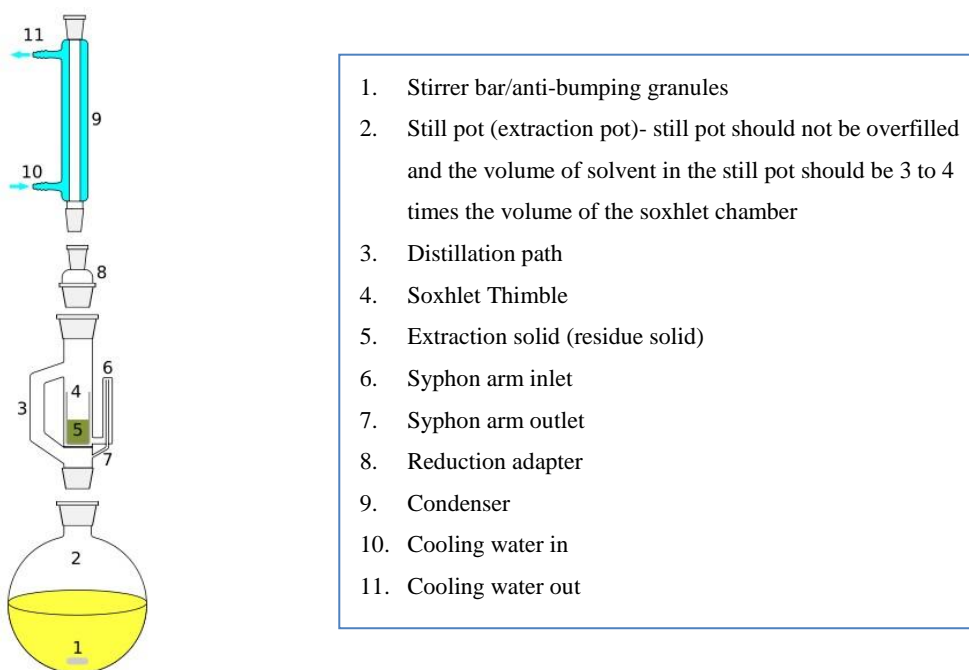 11
9
10
8
6
4
3
5
7
2
1
1. Stirrer bar/anti-bumping granules
2. Still pot (extraction pot)- still pot should not be overfilled
and the volume of solvent in the still pot should be 3 to 4
times the volume of the soxhlet chamber
3. Distillation path
4. Soxhlet Thimble
5. Extraction solid (residue solid)
6. Syphon arm inlet
7. Syphon arm outlet
8. Reduction adapter
9. Condenser
10. Cooling water in
11. Cooling water out